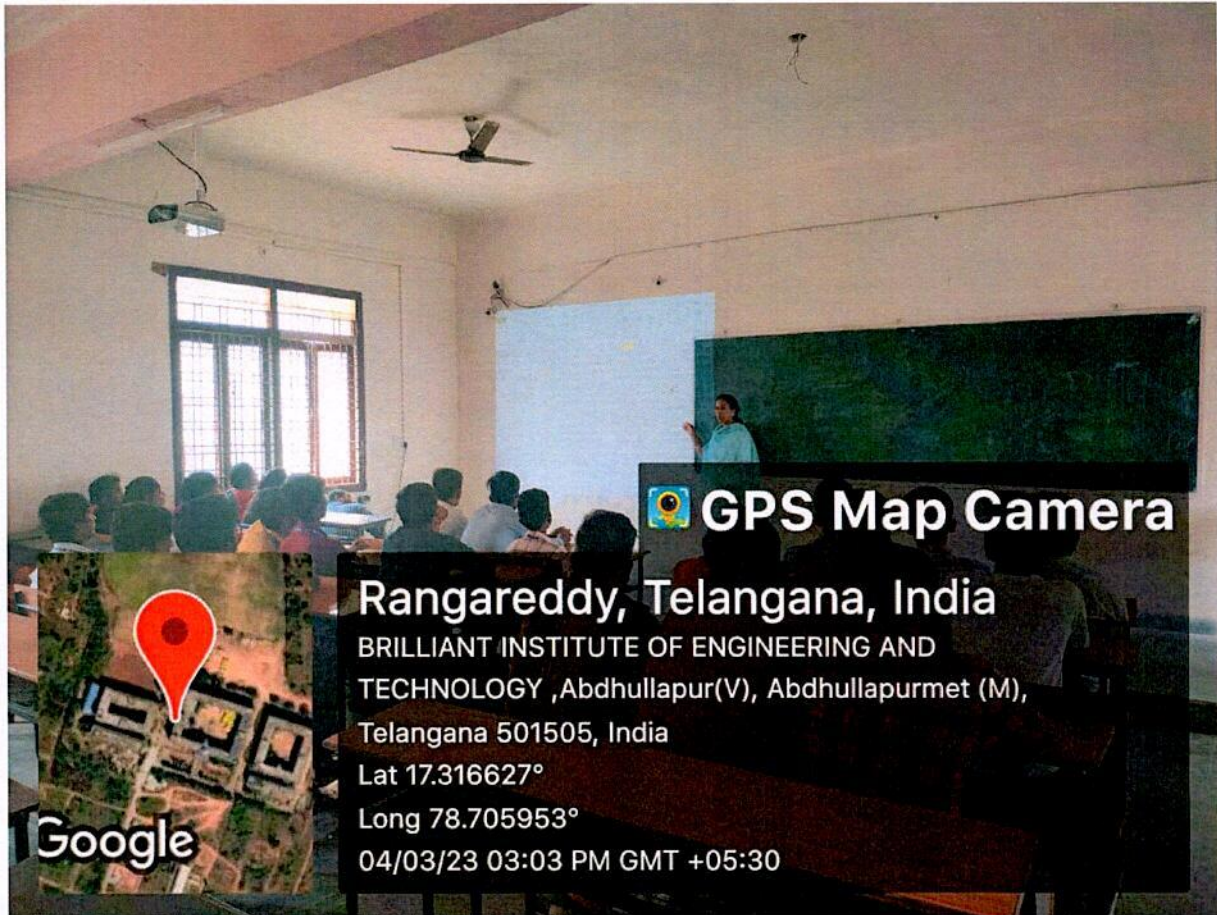 GPS Map Camera
Rangareddy, Telangana, India
BRILLIANT INSTITUTE OF ENGINEERING AND
TECHNOLOGY ,Abdhullapur(V), Abdhullapurmet (M),
Telangana 501505, India
Lat 17.316627°
Long 78.705953°
04/03/23 03:03 PM GMT +05:30
Google